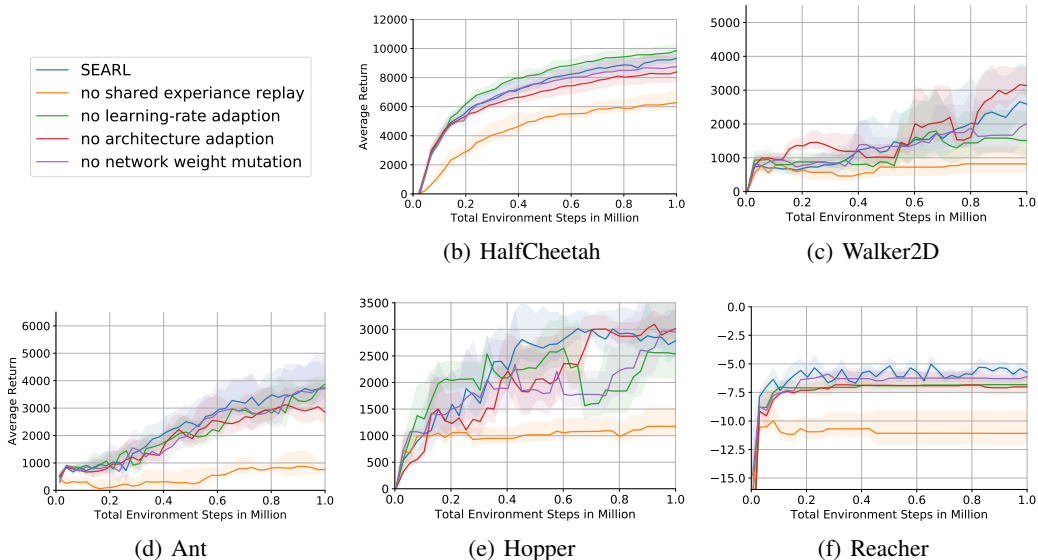 SEARL
no shared experiance replay
no learning-rate adaption
no architecture adaption
no network weight mutation
12000
10000
8000
6000
4000
2000
0
Average Return
0.0 0.2 0.4 0.6 0.8 1.0
Total Environment Steps in Million
(b) HalfCheetah
5000
4000
3000
2000
1000
0
0.0 0.2 0.4 0.6 0.8 1.0
Total Environment Steps in Million
(c) Walker2D
6000
5000
4000
3000
2000
1000
0
Average Return
0.0 0.2 0.4 0.6 0.8 1.0
Total Environment Steps in Million
(d) Ant
3500
3000
2500
2000
1500
1000
500
0
0.0 0.2 0.4 0.6 0.8 1.0
Total Environment Steps in Million
(e) Hopper
0.0
−2.5
−5.0
−7.5
−10.0
−12.5
−15.0
0.0 0.2 0.4 0.6 0.8 1.0
Total Environment Steps in Million
(f) Reacher